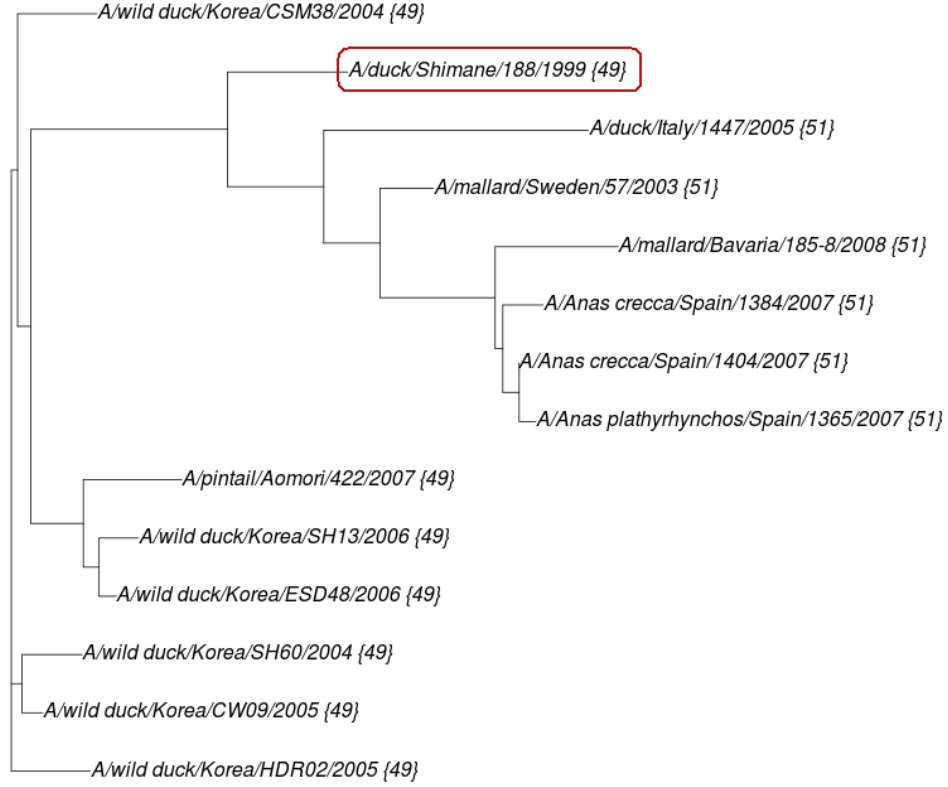 A/wild duck/Korea/CSM38/2004 {49}
A/duck/Shimane/188/1999 {49}
A/duck/Italy/1447/2005 {51}
A/mallard/Sweden/57/2003 {51}
A/mallard/Bavaria/185-8/2008 {51}
A/Anas crecca/Spain/1384/2007 {51}
A/Anas crecca/Spain/1404/2007 {51}
A/Anas plathyrhynchos/Spain/1365/2007 {51}
A/pintail/Aomori/422/2007 {49}
A/wild duck/Korea/SH13/2006 {49}
A/wild duck/Korea/ESD48/2006 {49}
A/wild duck/Korea/SH60/2004 {49}
A/wild duck/Korea/CW09/2005 {49}
A/wild duck/Korea/HDR02/2005 {49}